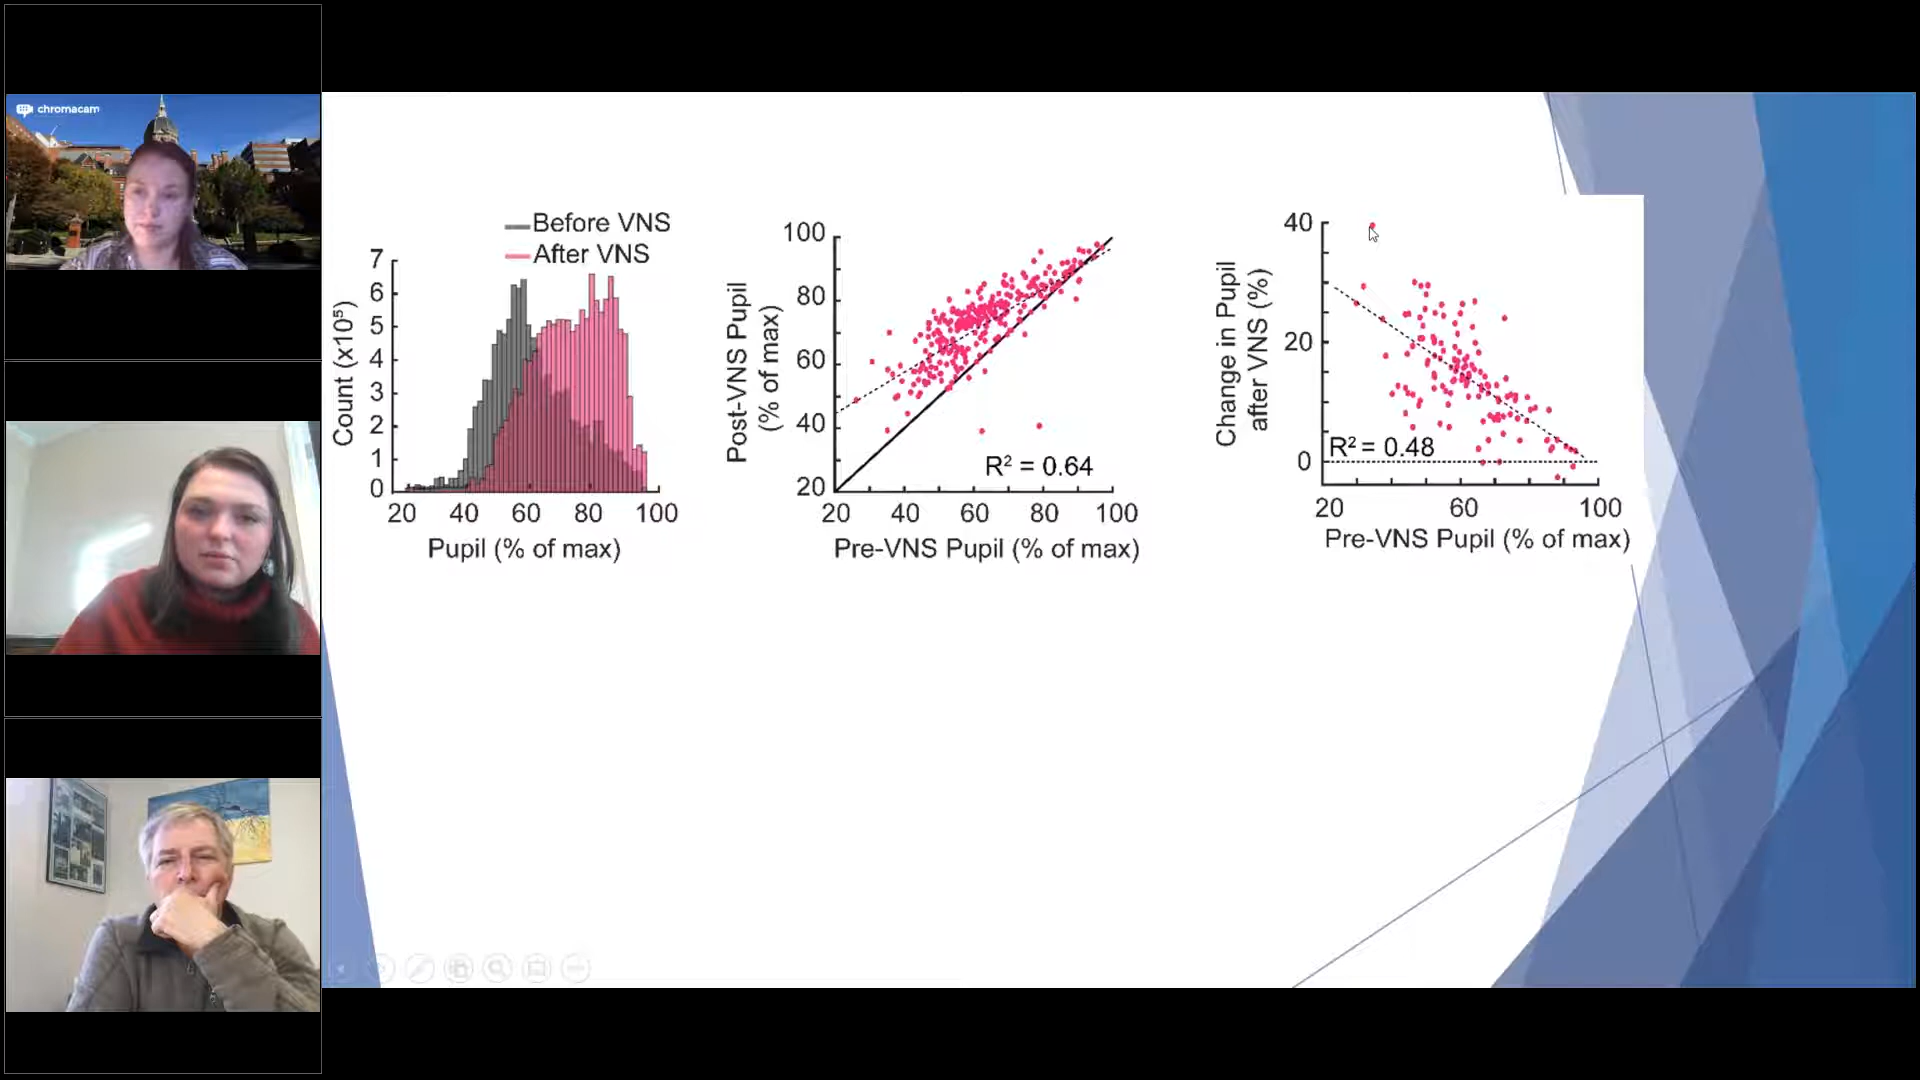 chromacam
Before VNS
After VNS
7
6
5
4
3
2
1
0
Count (x10⁵)
20 40 60 80 100
Pupil (% of max)
100
80
60
40
20
Post-VNS Pupil
(% of max)
R² = 0.64
20 40 60 80 100
Pre-VNS Pupil (% of max)
40
20
0
Change in Pupil
after VNS (%)
R² = 0.48
20 60 100
Pre-VNS Pupil (% of max)